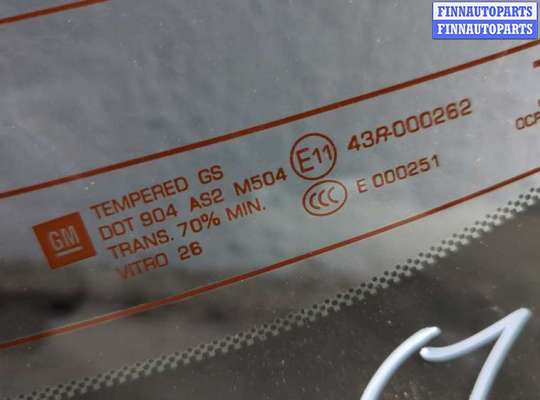 FINNAUTOPARTS
FINNAUTOPARTS
GM
TEMPERED GS
DOT 904 AS2 M504
TRANS. 70% MIN.
VITRO 26
E11 43R-000262
CCC E 000251